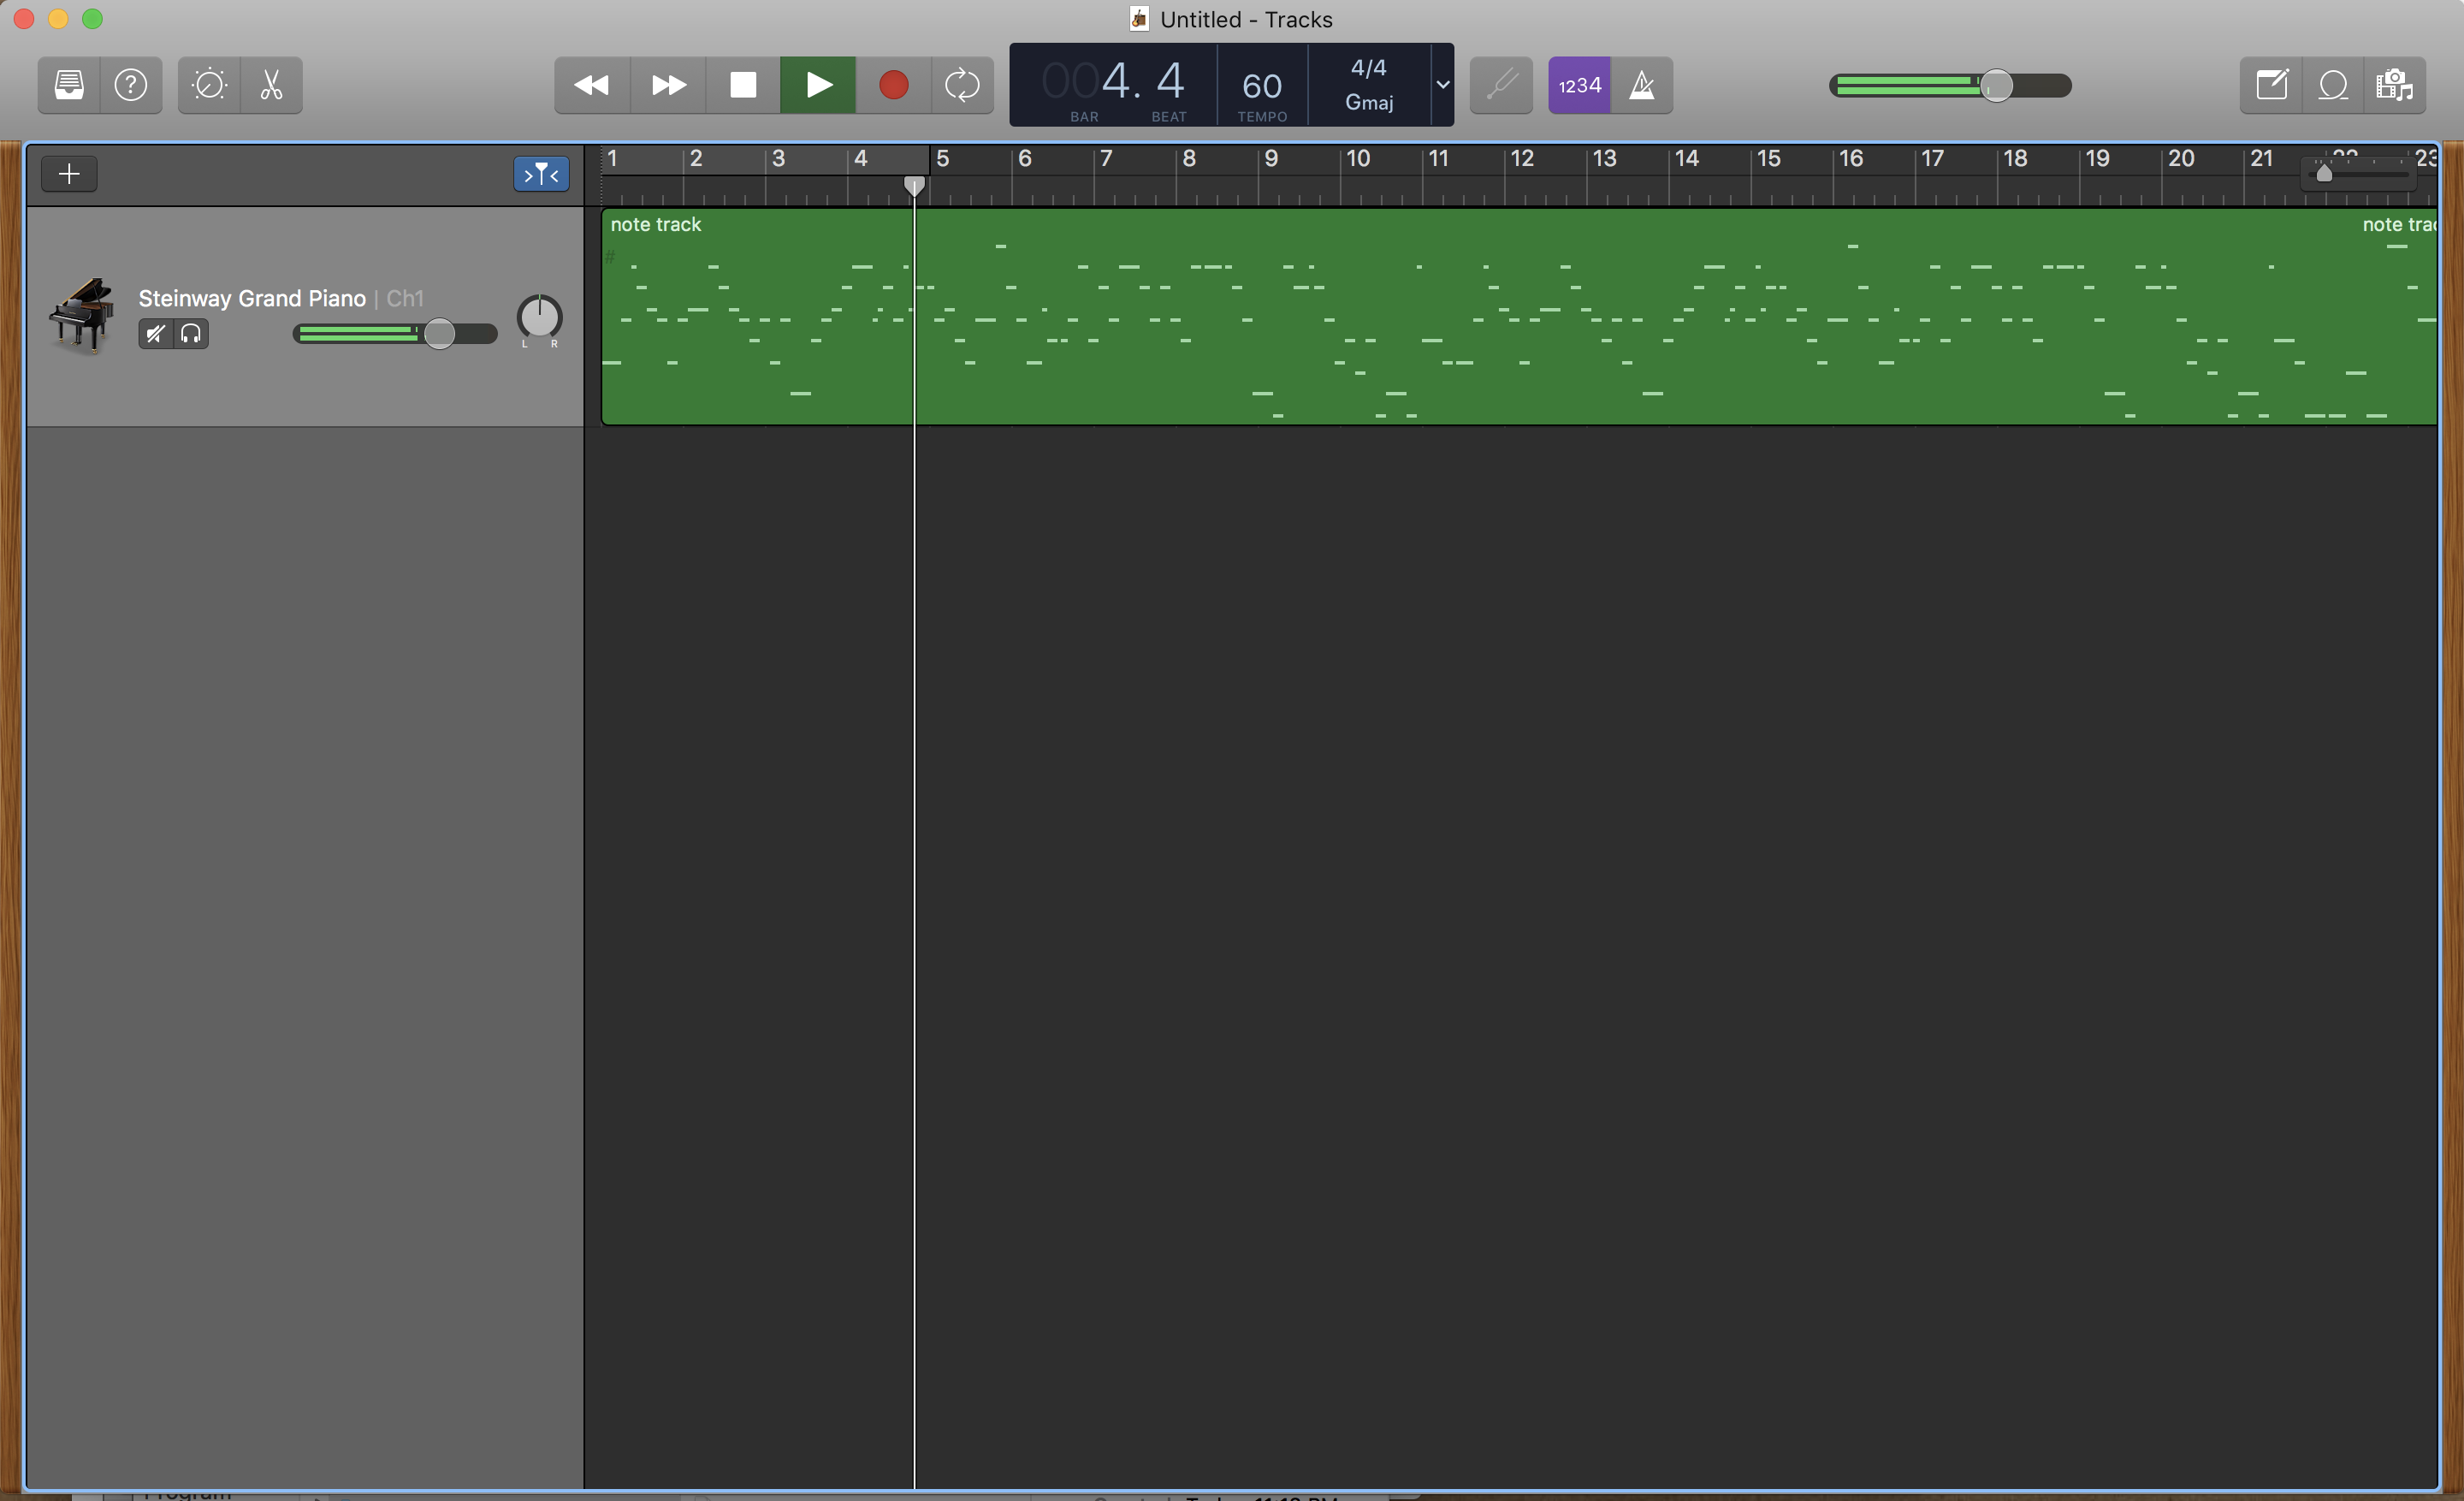 Untitled - Tracks
?
004. 4
BAR
BEAT
60
TEMPO
4/4
Gmaj
1234
1 2 3 4 5 6 7 8 9 10 11 12 13 14 15 16 17 18 19 20 21 22 23
note track
note trac
#
Steinway Grand Piano | Ch1
L R
Program